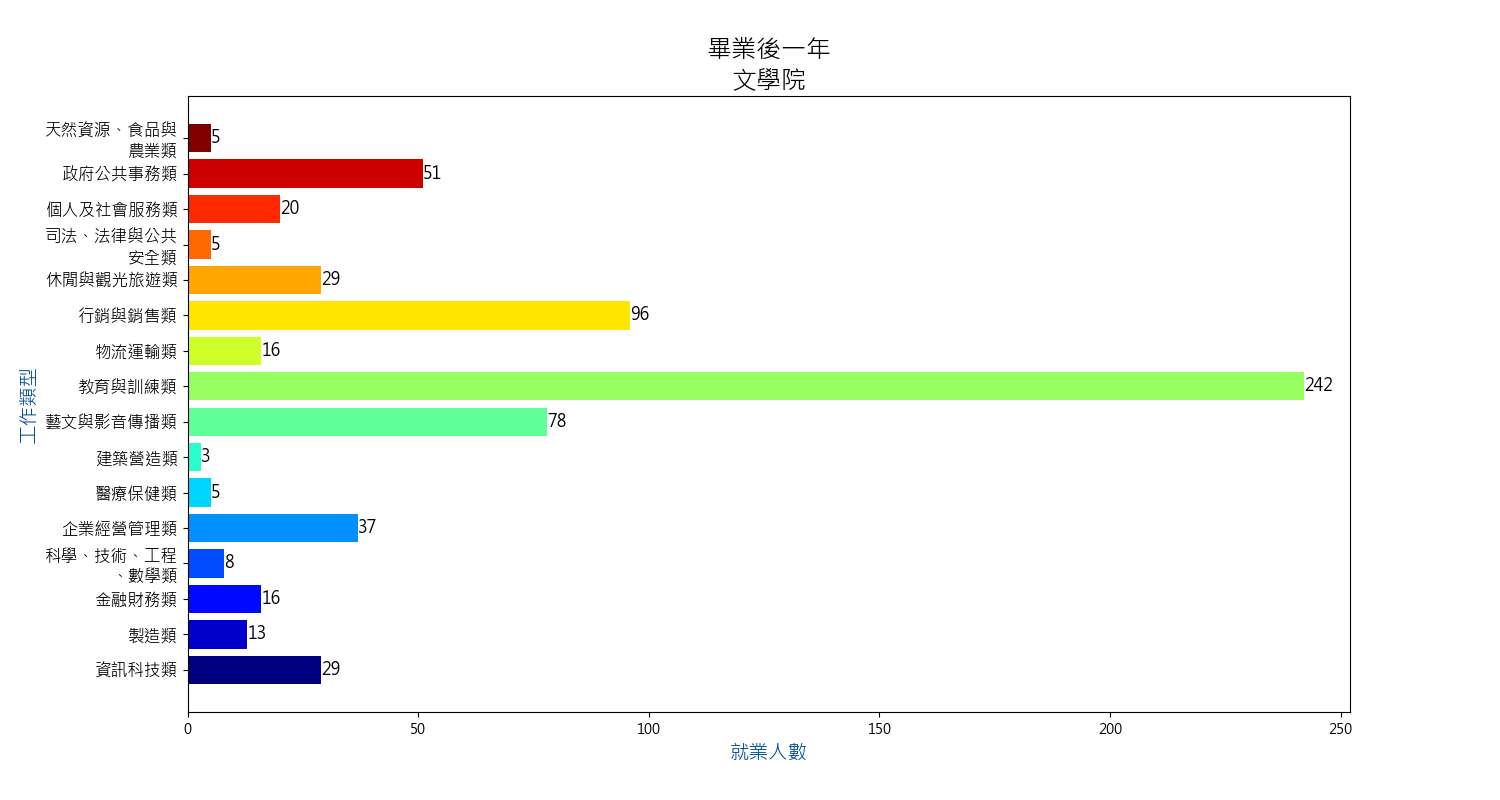 畢業後一年
文學院
天然資源、食品與
農業類
5
政府公共事務類
51
個人及社會服務類
20
司法、法律與公共
安全類
5
休閒與觀光旅遊類
29
行銷與銷售類
96
物流運輸類
16
教育與訓練類
242
藝文與影音傳播類
78
建築營造類
3
醫療保健類
5
企業經營管理類
37
科學、技術、工程
、數學類
8
金融財務類
16
製造類
13
資訊科技類
29
工作類型
0 50 100 150 200 250
就業人數